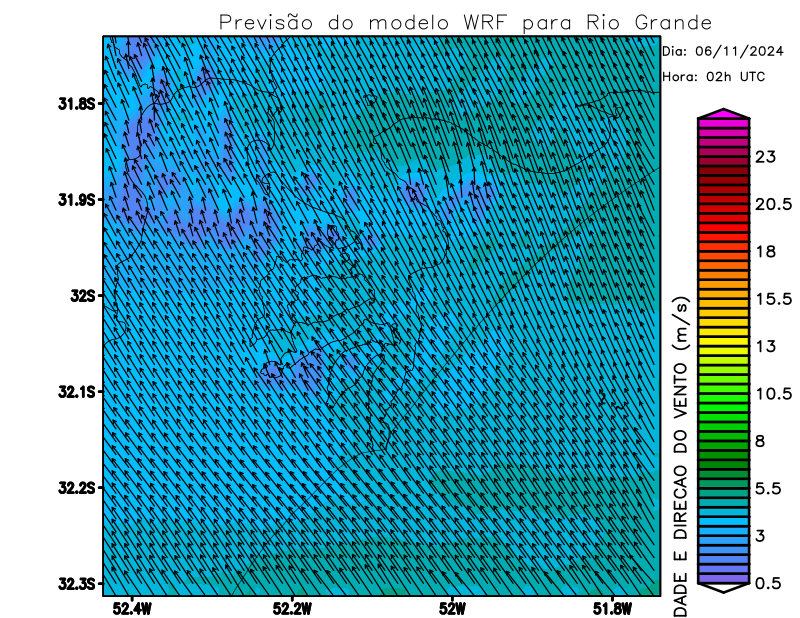 Previsão do modelo WRF para Rio Grande
Dia: 06/11/2024
Hora: 02h UTC
31.8S
31.9S
32S
32.1S
32.2S
32.3S
52.4W
52.2W
52W
51.8W
23
20.5
18
15.5
13
10.5
8
5.5
3
0.5
DADE E DIRECAO DO VENTO (m/s)